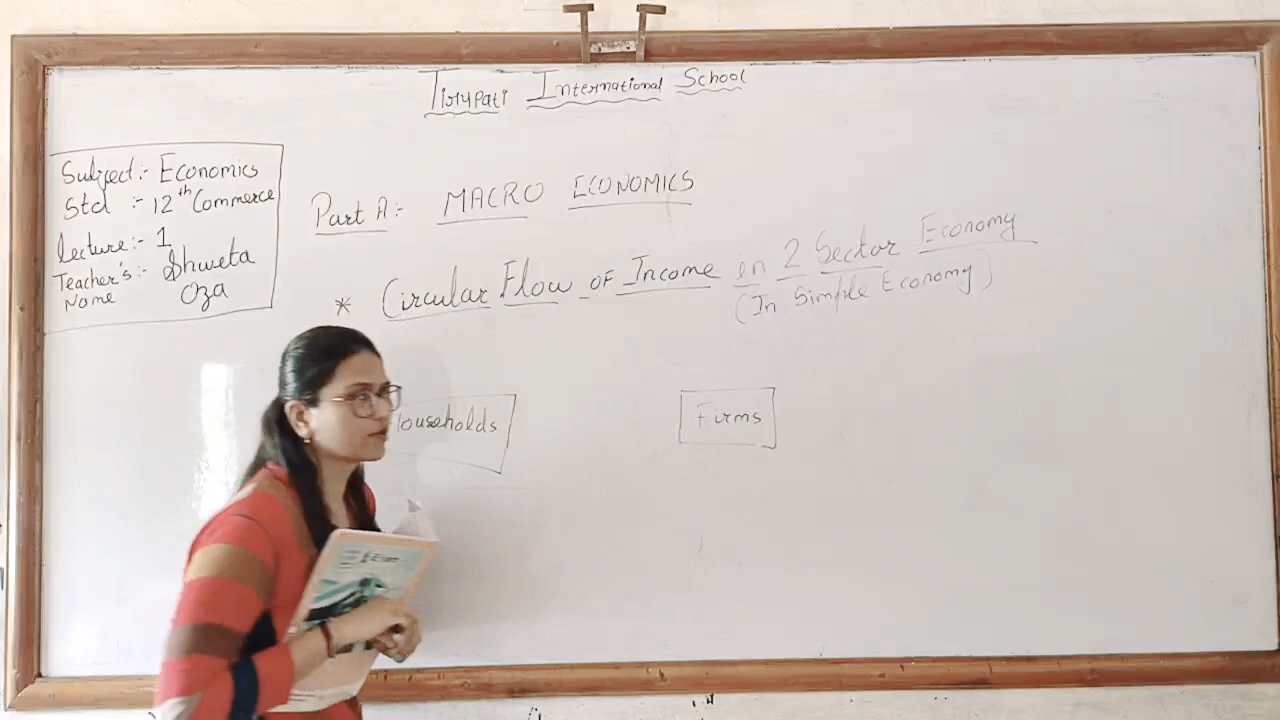 Tirupati International School
Subject:- Economics
Std :- 12th Commerce
Lecture:- 1
Teacher's :- Shweta
Name Oza
Part A:- MACRO ECONOMICS
* Circular Flow of Income in 2 Sector Economy
(In Simple Economy)
ouseholds
Firms